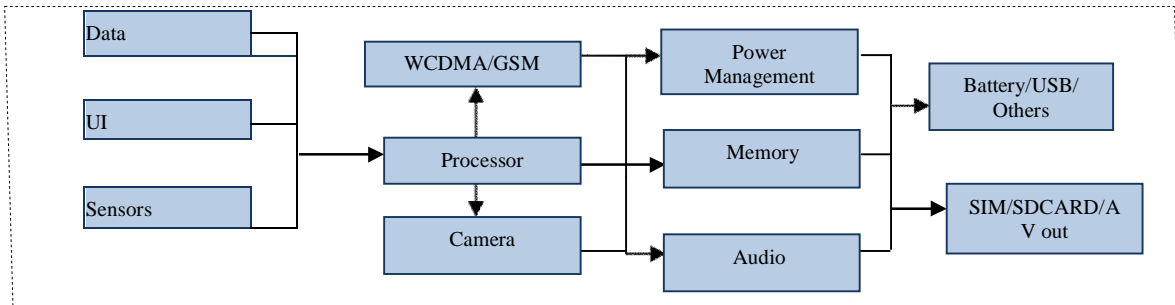 Data
UI
Sensors
WCDMA/GSM
Processor
Camera
Power
Management
Memory
Audio
Battery/USB/
Others
SIM/SDCARD/A
V out